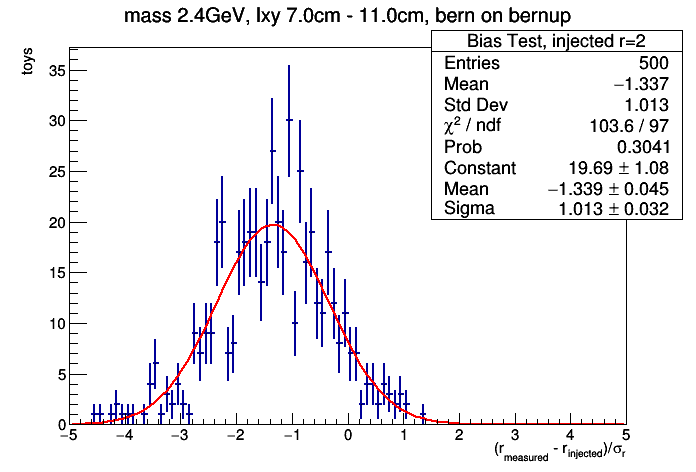 mass 2.4GeV, lxy 7.0cm - 11.0cm, bern on bernup
Bias Test, injected r=2
Entries 500
Mean −1.337
Std Dev 1.013
χ² / ndf 103.6 / 97
Prob 0.3041
Constant 19.69 ± 1.08
Mean −1.339 ± 0.045
Sigma 1.013 ± 0.032
toys
35
30
25
20
15
10
5
0
−5 −4 −3 −2 −1 0 1 2 3 4 5
(r_measured - r_injected)/σ_r